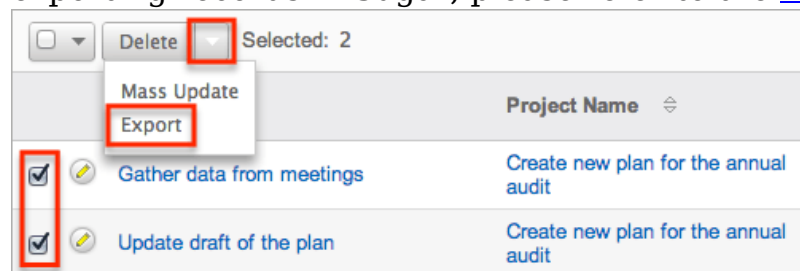 Delete Selected: 2
Mass Update
Export
Project Name
Gather data from meetings
Create new plan for the annual
audit
Update draft of the plan
Create new plan for the annual
audit